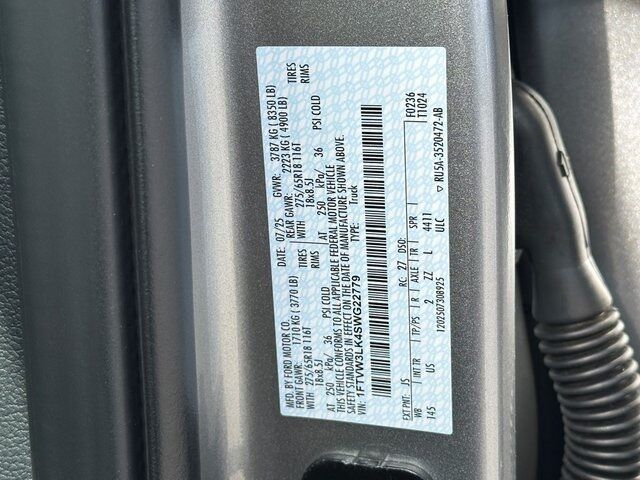 MFD. BY FORD MOTOR CO. DATE: 07/25 GVWR: 3787 KG ( 8350 LB)
FRONT GAWR: 1710 KG ( 3770 LB) REAR GAWR: 2223 KG ( 4900 LB)
WITH 275/65R18 116T TIRES WITH 275/65R18 116T TIRES
18x8.5J RIMS 18x8.5J RIMS
AT 250 kPa/ 36 PSI COLD AT 250 kPa/ 36 PSI COLD
THIS VEHICLE CONFORMS TO ALL APPLICABLE FEDERAL MOTOR VEHICLE
SAFETY STANDARDS IN EFFECT ON THE DATE OF MANUFACTURE SHOWN ABOVE.
VIN: 1FTVW3LK4SWG22779 TYPE: Truck
EXT PNT: JS RC: 27 DSO: F0236
WB INT TR TP/PS R AXLE TR SPR T1024
145 US 2 ZZ L 4411
ULC
1202507308925 RU5A-3520472-AB